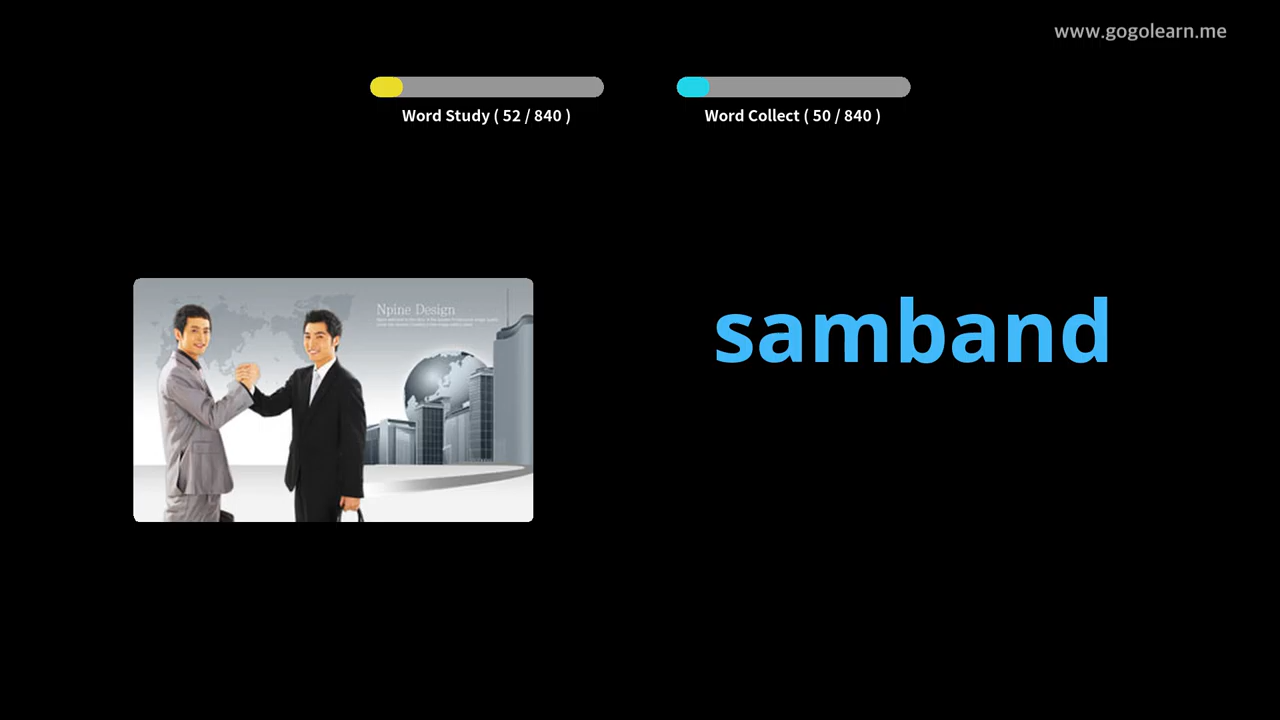 www.gogolearn.me
Word Study ( 52 / 840 )
Word Collect ( 50 / 840 )
Npine Design
samband